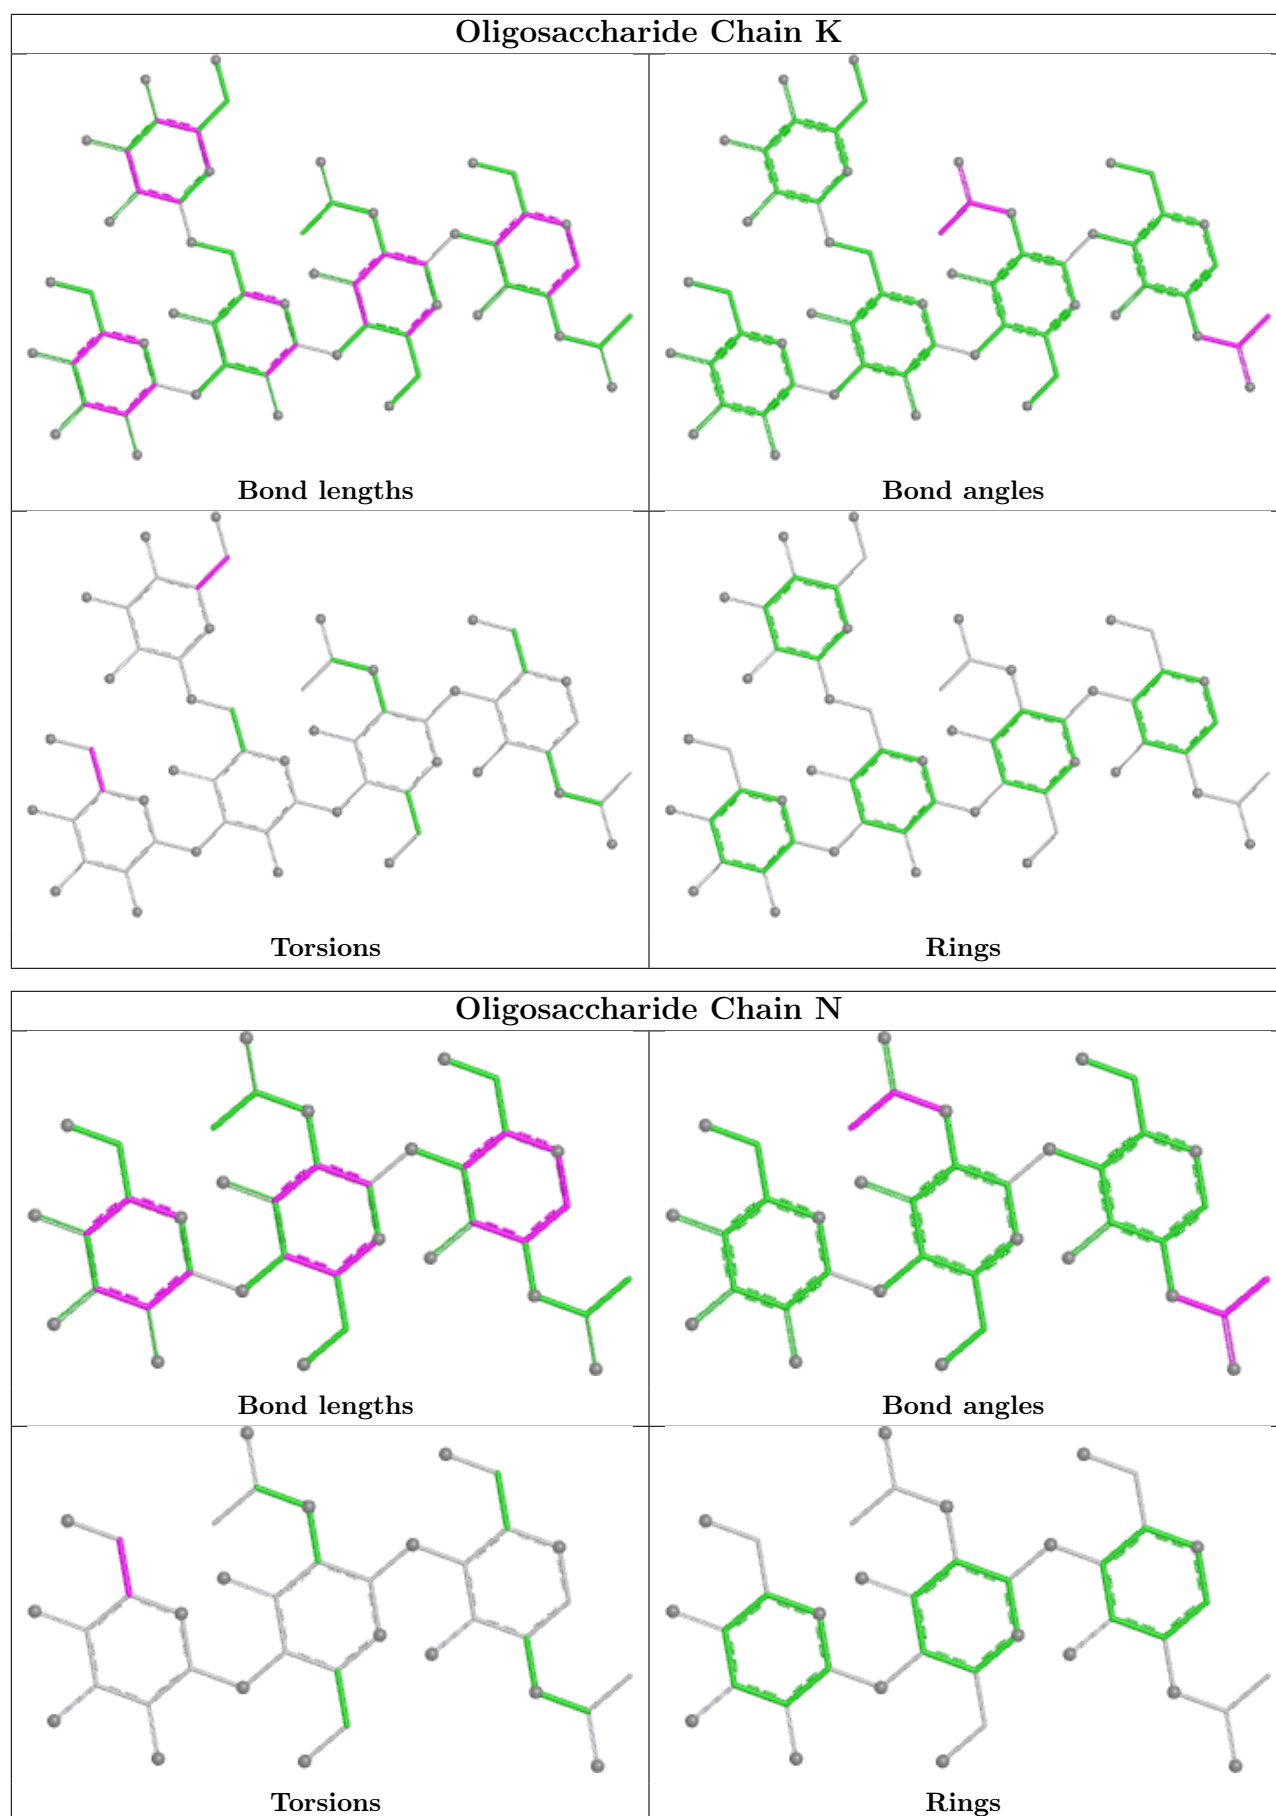 Oligosaccharide Chain K
Bond lengths
Bond angles
Torsions
Rings
Oligosaccharide Chain N
Bond lengths
Bond angles
Torsions
Rings